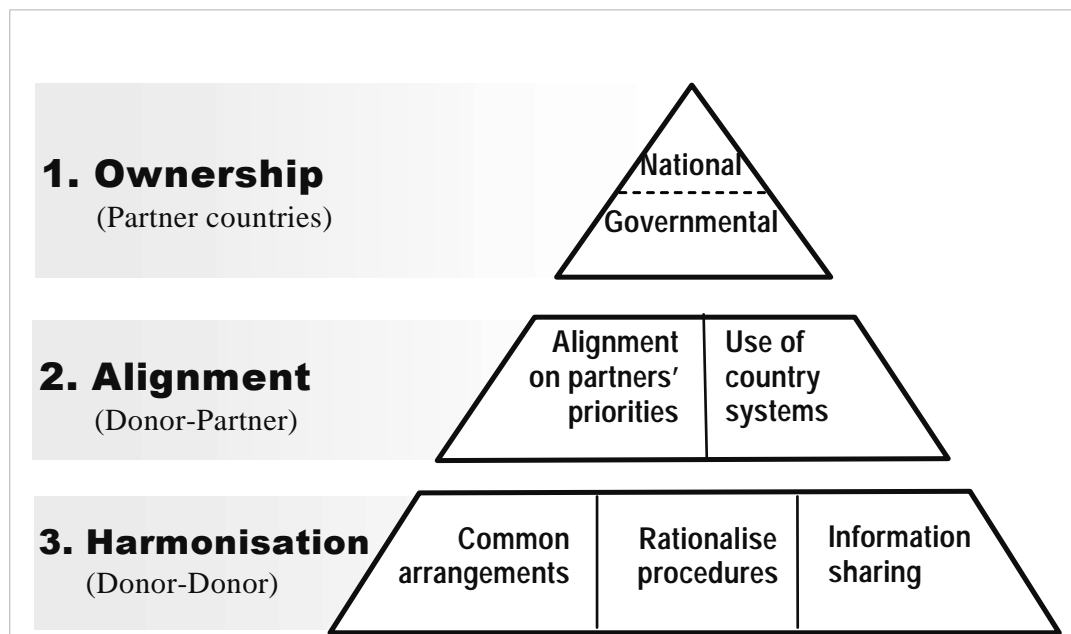 1. Ownership
(Partner countries)
National
Governmental
2. Alignment
(Donor-Partner)
Alignment
on partners’
priorities
Use of
country
systems
3. Harmonisation
(Donor-Donor)
Common
arrangements
Rationalise
procedures
Information
sharing